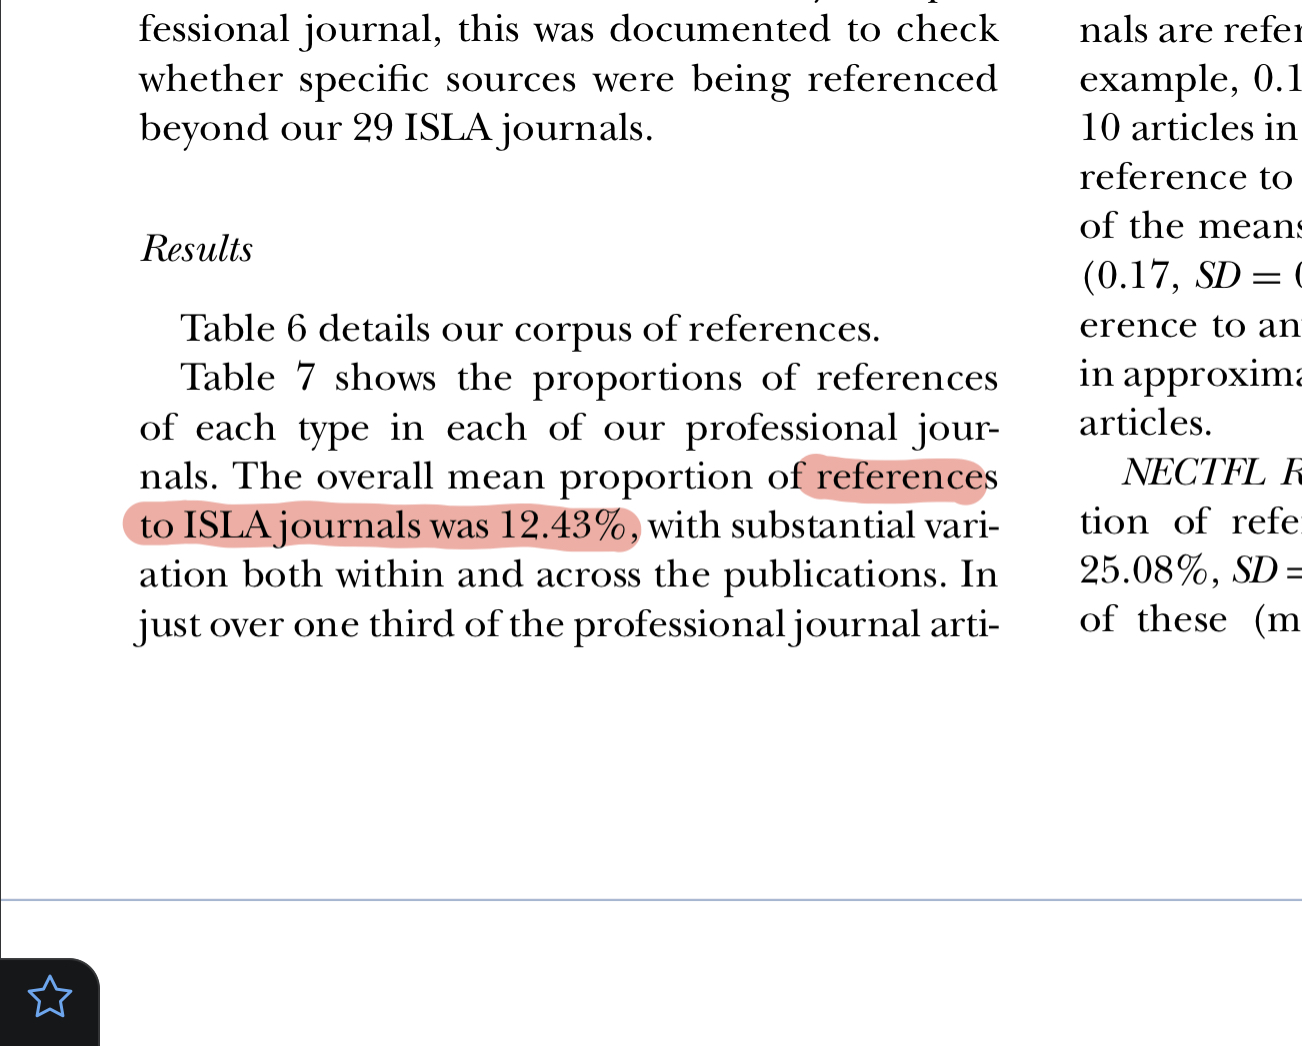 fessional journal, this was documented to check
whether specific sources were being referenced
beyond our 29 ISLA journals.
Results
Table 6 details our corpus of references.
Table 7 shows the proportions of references
of each type in each of our professional jour-
nals. The overall mean proportion of references
to ISLA journals was 12.43%, with substantial vari-
ation both within and across the publications. In
just over one third of the professional journal arti-
nals are refer
example, 0.1
10 articles in
reference to
of the means
(0.17, SD =
erence to an
in approxima
articles.
NECTFL R
tion of refe
25.08%, SD =
of these (m